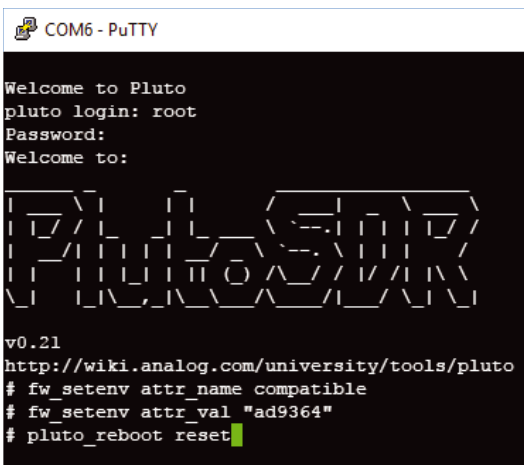 COM6 - PuTTY
Welcome to Pluto
pluto login: root
Password:
Welcome to:
PlutoSDR
v0.21
http://wiki.analog.com/university/tools/pluto
# fw_setenv attr_name compatible
# fw_setenv attr_val "ad9364"
# pluto_reboot reset